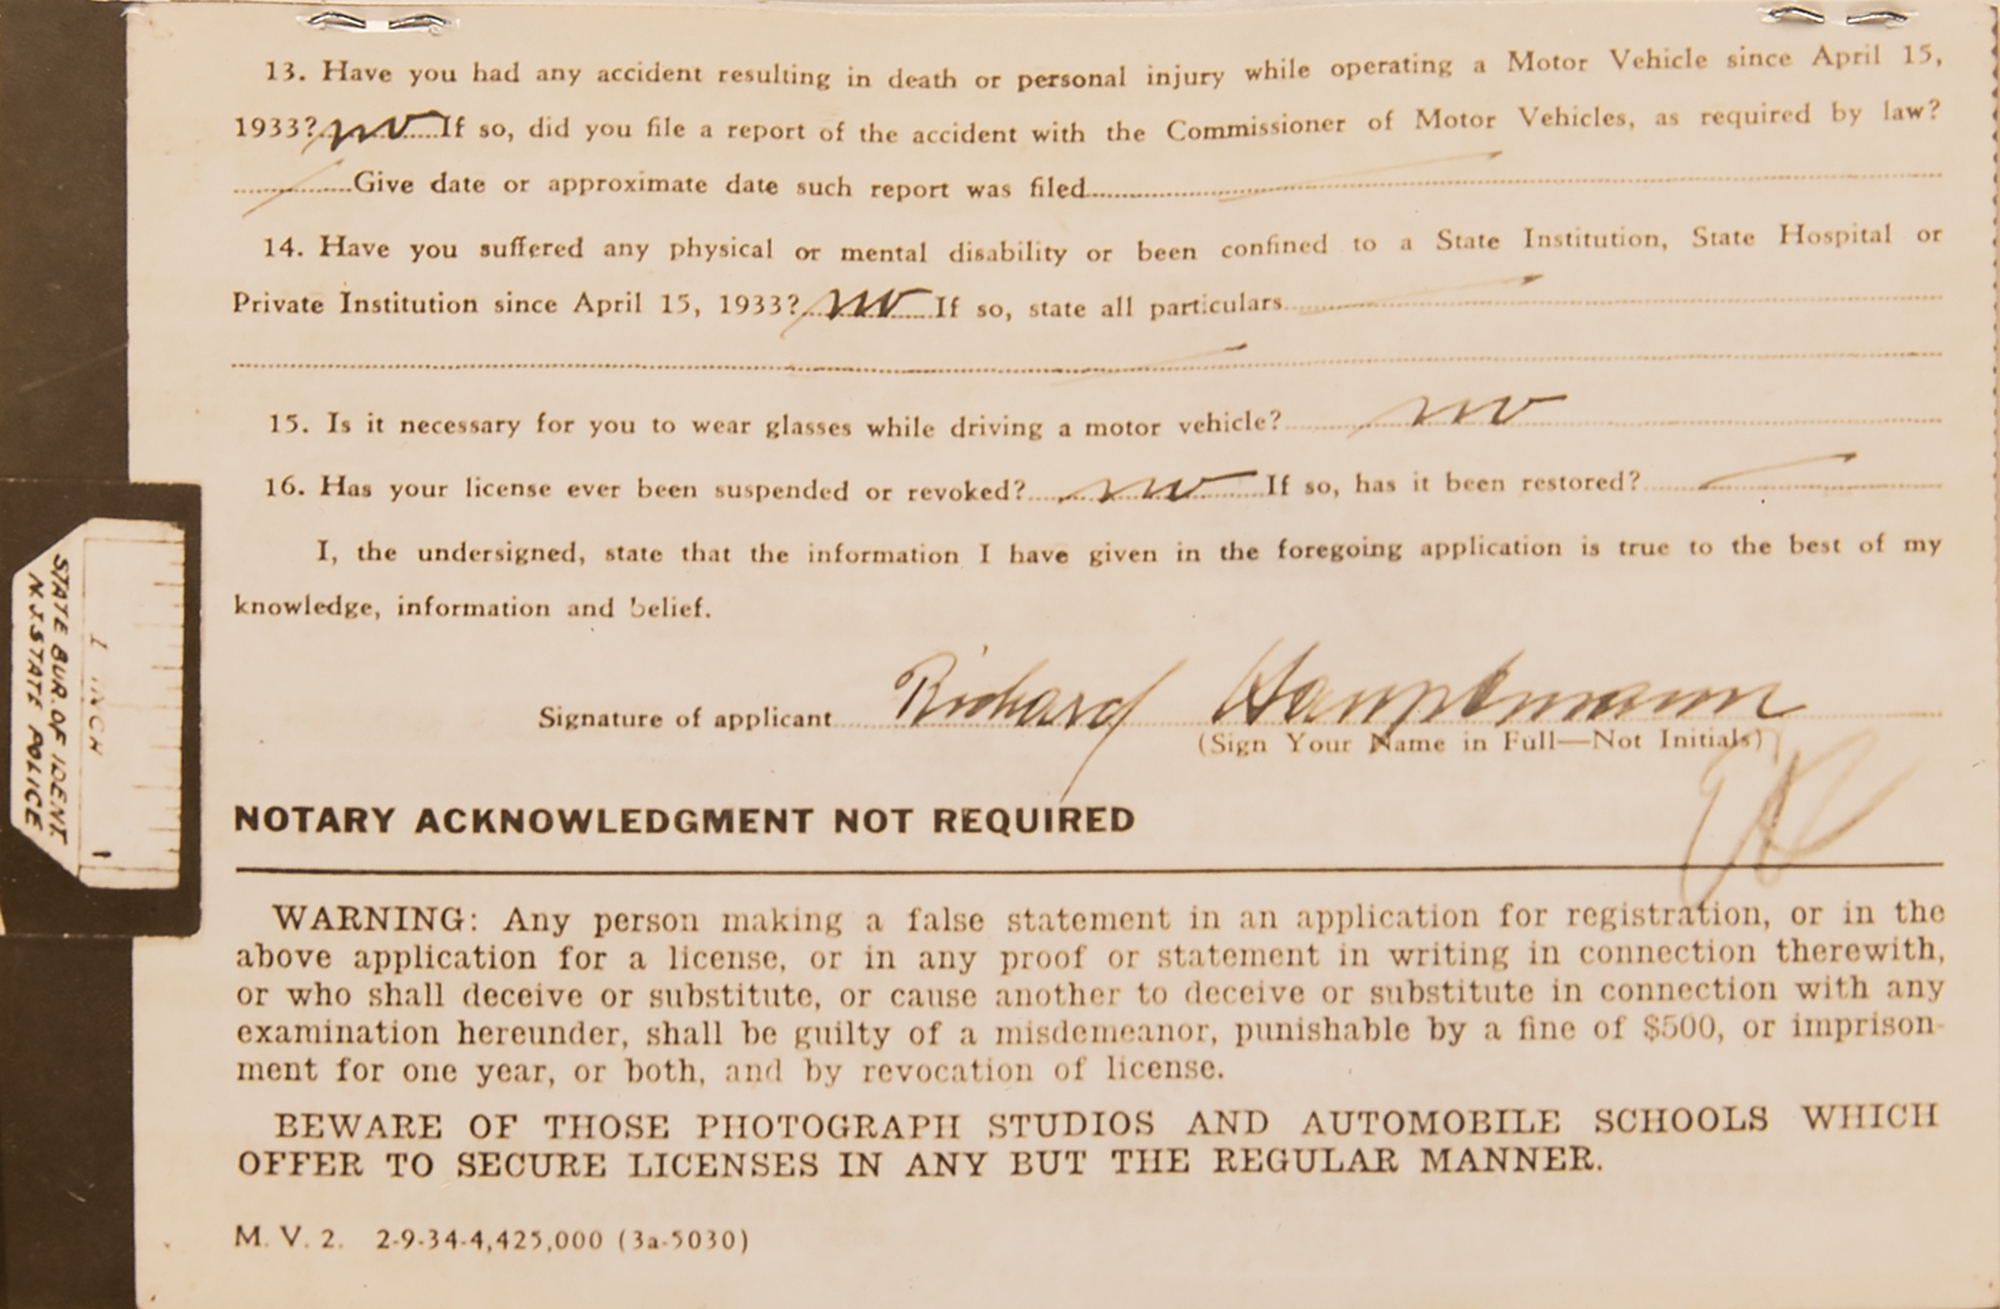 13. Have you had any accident resulting in death or personal injury while operating a Motor Vehicle since April 15,
1933? no If so, did you file a report of the accident with the Commissioner of Motor Vehicles, as required by law?
Give date or approximate date such report was filed
14. Have you suffered any physical or mental disability or been confined to a State Institution, State Hospital or
Private Institution since April 15, 1933? no If so, state all particulars
15. Is it necessary for you to wear glasses while driving a motor vehicle? no
16. Has your license ever been suspended or revoked? no If so, has it been restored?
I, the undersigned, state that the information I have given in the foregoing application is true to the best of my
knowledge, information and belief.
Signature of applicant Richard Hauptmann
(Sign Your Name in Full—Not Initials)
NOTARY ACKNOWLEDGMENT NOT REQUIRED
WARNING: Any person making a false statement in an application for registration, or in the
above application for a license, or in any proof or statement in writing in connection therewith,
or who shall deceive or substitute, or cause another to deceive or substitute in connection with any
examination hereunder, shall be guilty of a misdemeanor, punishable by a fine of $500, or imprison-
ment for one year, or both, and by revocation of license.
BEWARE OF THOSE PHOTOGRAPH STUDIOS AND AUTOMOBILE SCHOOLS WHICH
OFFER TO SECURE LICENSES IN ANY BUT THE REGULAR MANNER.
M. V. 2. 2-9-34-4,425,000 (3a-5030)
1 INCH
STATE BUR. OF IDENT.
N.J. STATE POLICE